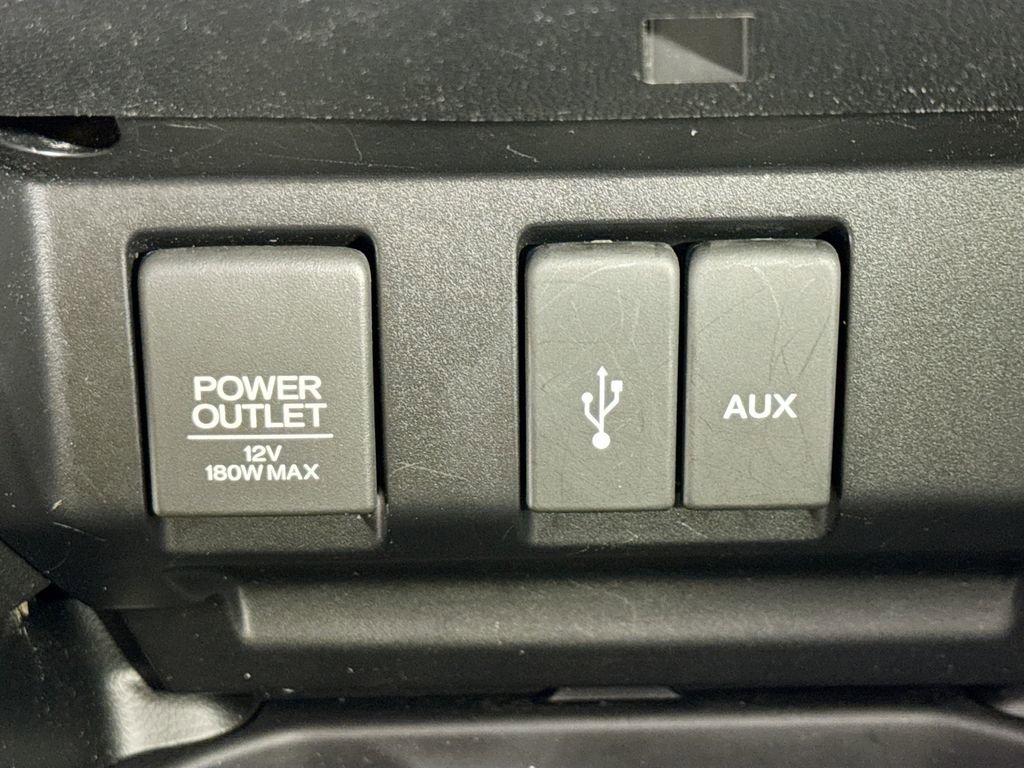 POWER
OUTLET
12V
180W MAX
AUX